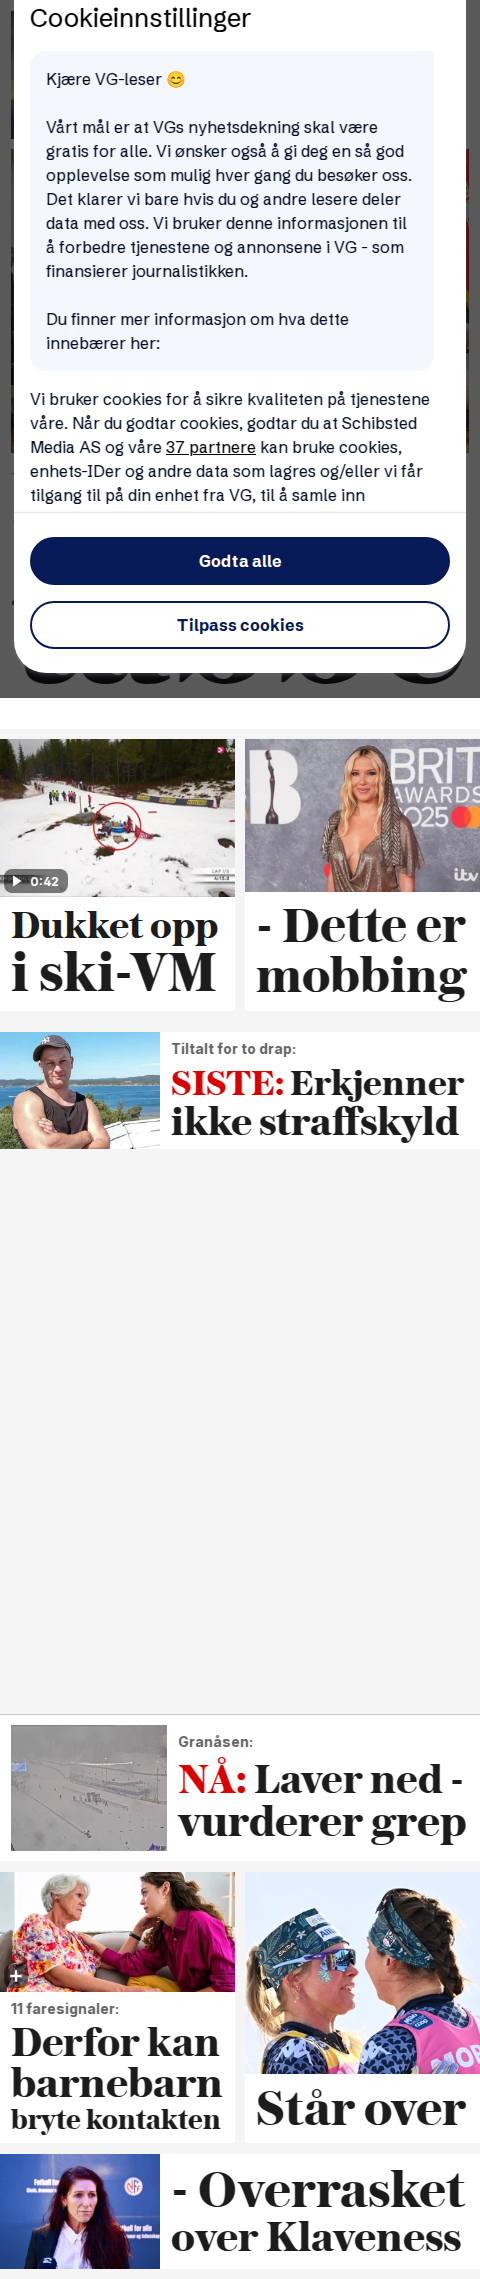 Cookieinnstillinger
Kjære VG-leser 😊
Vårt mål er at VGs nyhetsdekning skal være
gratis for alle. Vi ønsker også å gi deg en så god
opplevelse som mulig hver gang du besøker oss.
Det klarer vi bare hvis du og andre lesere deler
data med oss. Vi bruker denne informasjonen til
å forbedre tjenestene og annonsene i VG - som
finansierer journalistikken.
Du finner mer informasjon om hva dette
innebærer her:
Vi bruker cookies for å sikre kvaliteten på tjenestene
våre. Når du godtar cookies, godtar du at Schibsted
Media AS og våre 37 partnere kan bruke cookies,
enhets-IDer og andre data som lagres og/eller vi får
tilgang til på din enhet fra VG, til å samle inn
Godta alle
Tilpass cookies
0:42
Dukket opp
i ski-VM
BRIT
AWARDS
2025
itv
- Dette er
mobbing
Tiltalt for to drap:
SISTE: Erkjenner
ikke straffskyld
Granåsen:
NÅ: Laver ned -
vurderer grep
11 faresignaler:
Derfor kan
barnebarn
bryte kontakten
Står over
- Overrasket
over Klaveness